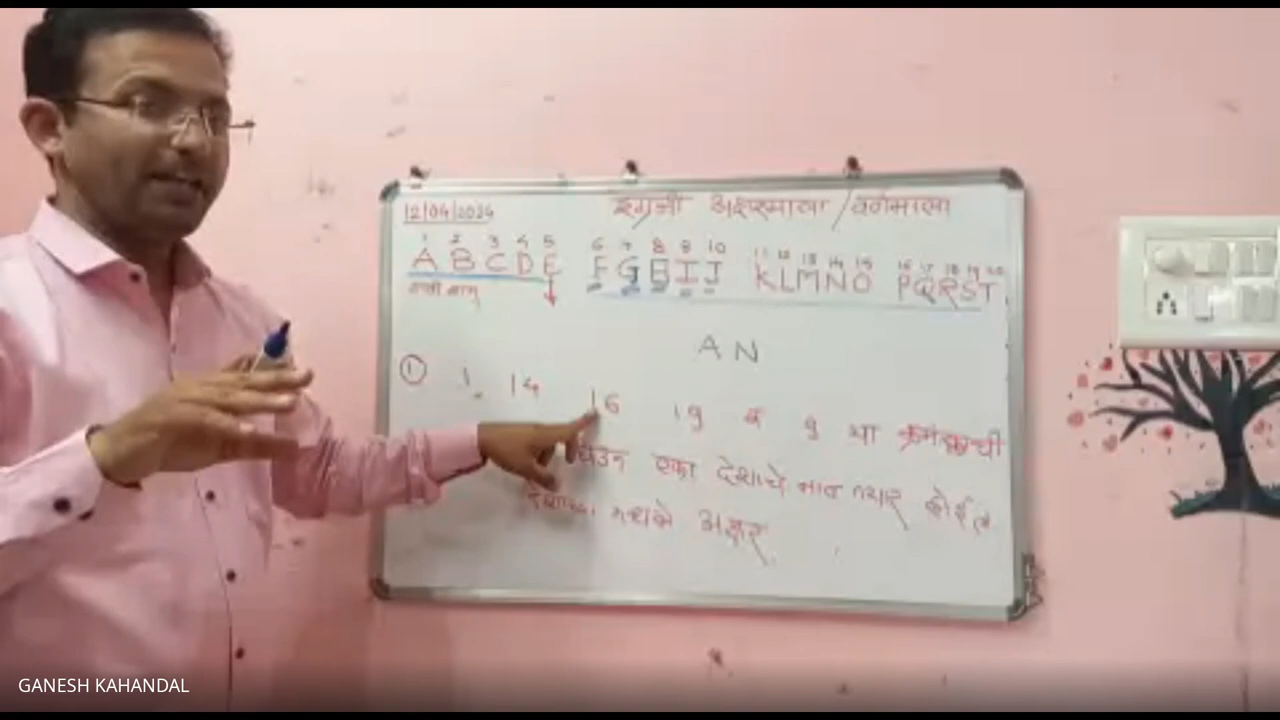 12/04/2024 इंग्रजी अक्षरमाला / वर्णमाला
1 2 3 4 5 6 7 8 9 10 11 12 13 14 15 16 17 18 19 20
A B C D E F G H I J K L M N O P Q R S T
डावी बाजू
A N
① 1 14 16 19 व 9 या क्रमांकाची
घेउन एका देशाचे नाव तयार होईल
मधले अक्षर
GANESH KAHANDAL